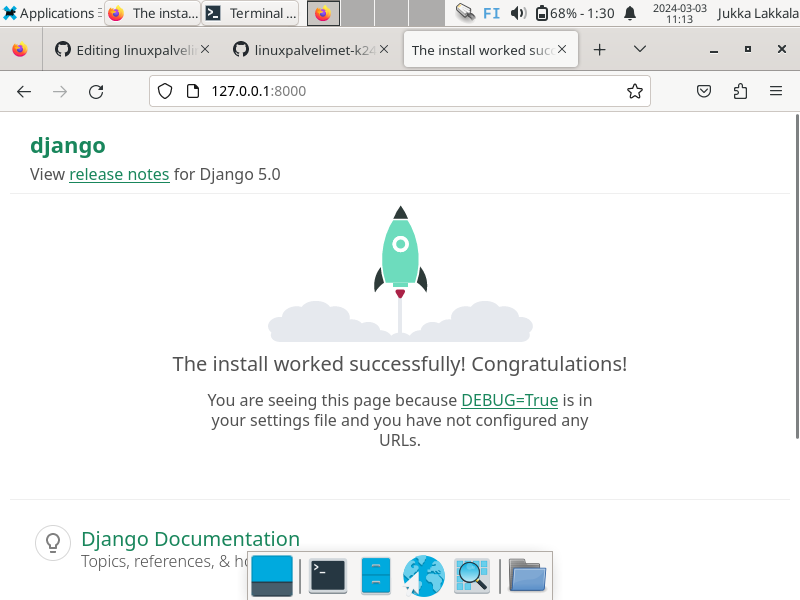 Applications
The insta...
Terminal ...
FI
68% - 1:30
2024-03-03
11:13
Jukka Lakkala
Editing linuxpalveli
linuxpalvelimet-k24
The install worked succ
127.0.0.1:8000
django
View release notes for Django 5.0
The install worked successfully! Congratulations!
You are seeing this page because DEBUG=True is in
your settings file and you have not configured any
URLs.
Django Documentation
Topics, references, & ho